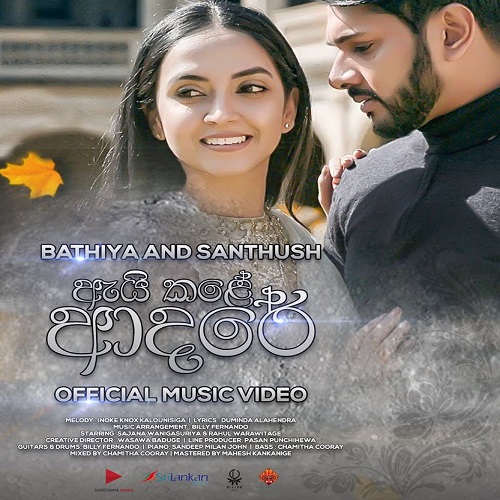 BATHIYA AND SANTHUSH
ඇයි කළේ
ආදරේ
OFFICIAL MUSIC VIDEO
MELODY : INOKE KNOX KALOUNISIGA | LYRICS : DUMINDA ALAHENDRA
MUSIC ARRANGEMENT : BILLY FERNANDO
STARRING : SAJANA WANIGASURIYA & RAHUL WARAWITAGE
CREATIVE DIRECTOR : WASAWA BADUGE | LINE PRODUCER : PASAN PUNCHIHEWA
GUITARS & DRUMS : BILLY FERNANDO | PIANO : SANDEEP MILAN JOHN | BASS : CHAMITHA COORAY
MIXED BY CHAMITHA COORAY | MASTERED BY MAHESH KANKANIGE
SriLankan